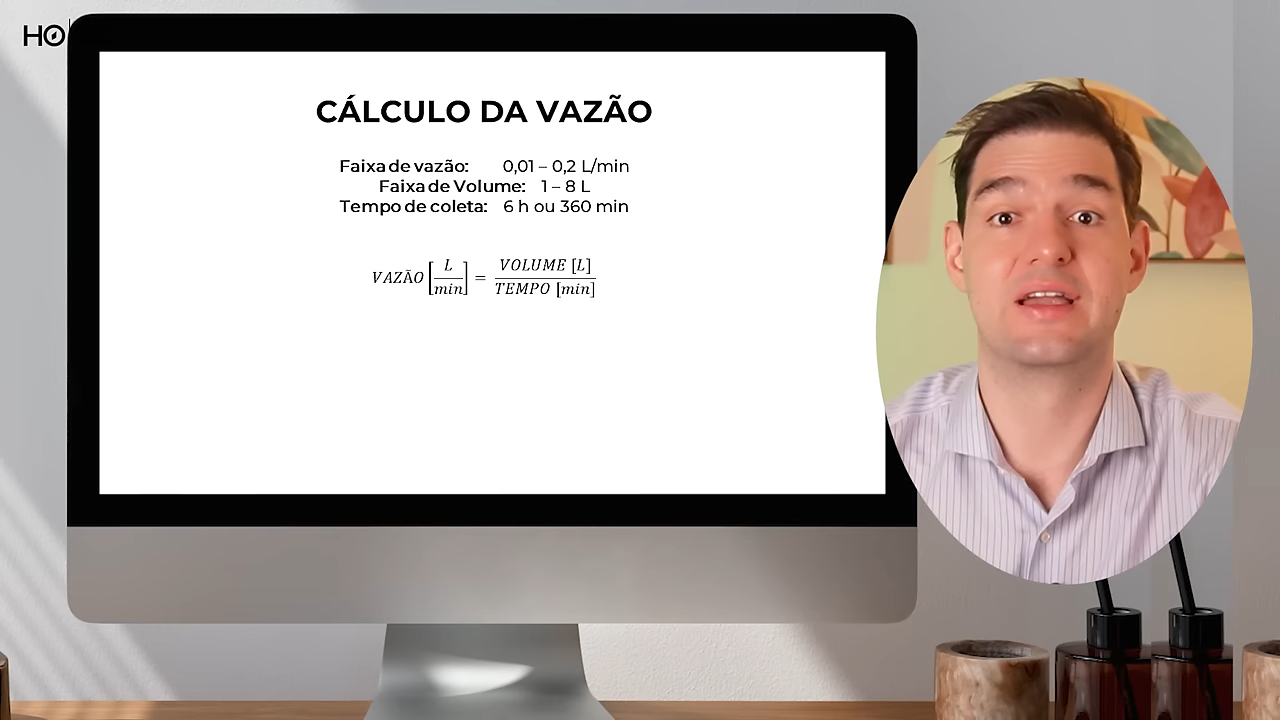 HO
CÁLCULO DA VAZÃO
Faixa de vazão: 0,01 – 0,2 L/min
Faixa de Volume: 1 – 8 L
Tempo de coleta: 6 h ou 360 min
VAZÃO [L/min] = VOLUME [L] / TEMPO [min]